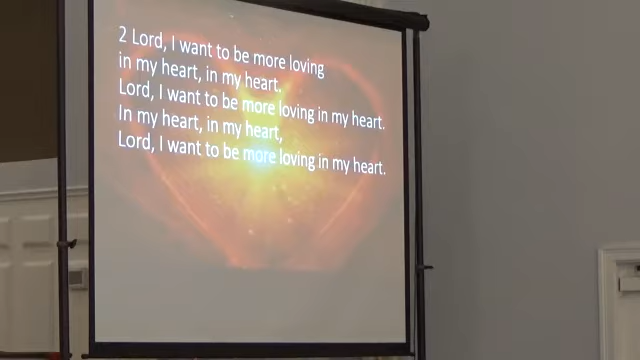 2 Lord, I want to be more loving
in my heart, in my heart.
Lord, I want to be more loving in my heart.
In my heart, in my heart,
Lord, I want to be more loving in my heart.